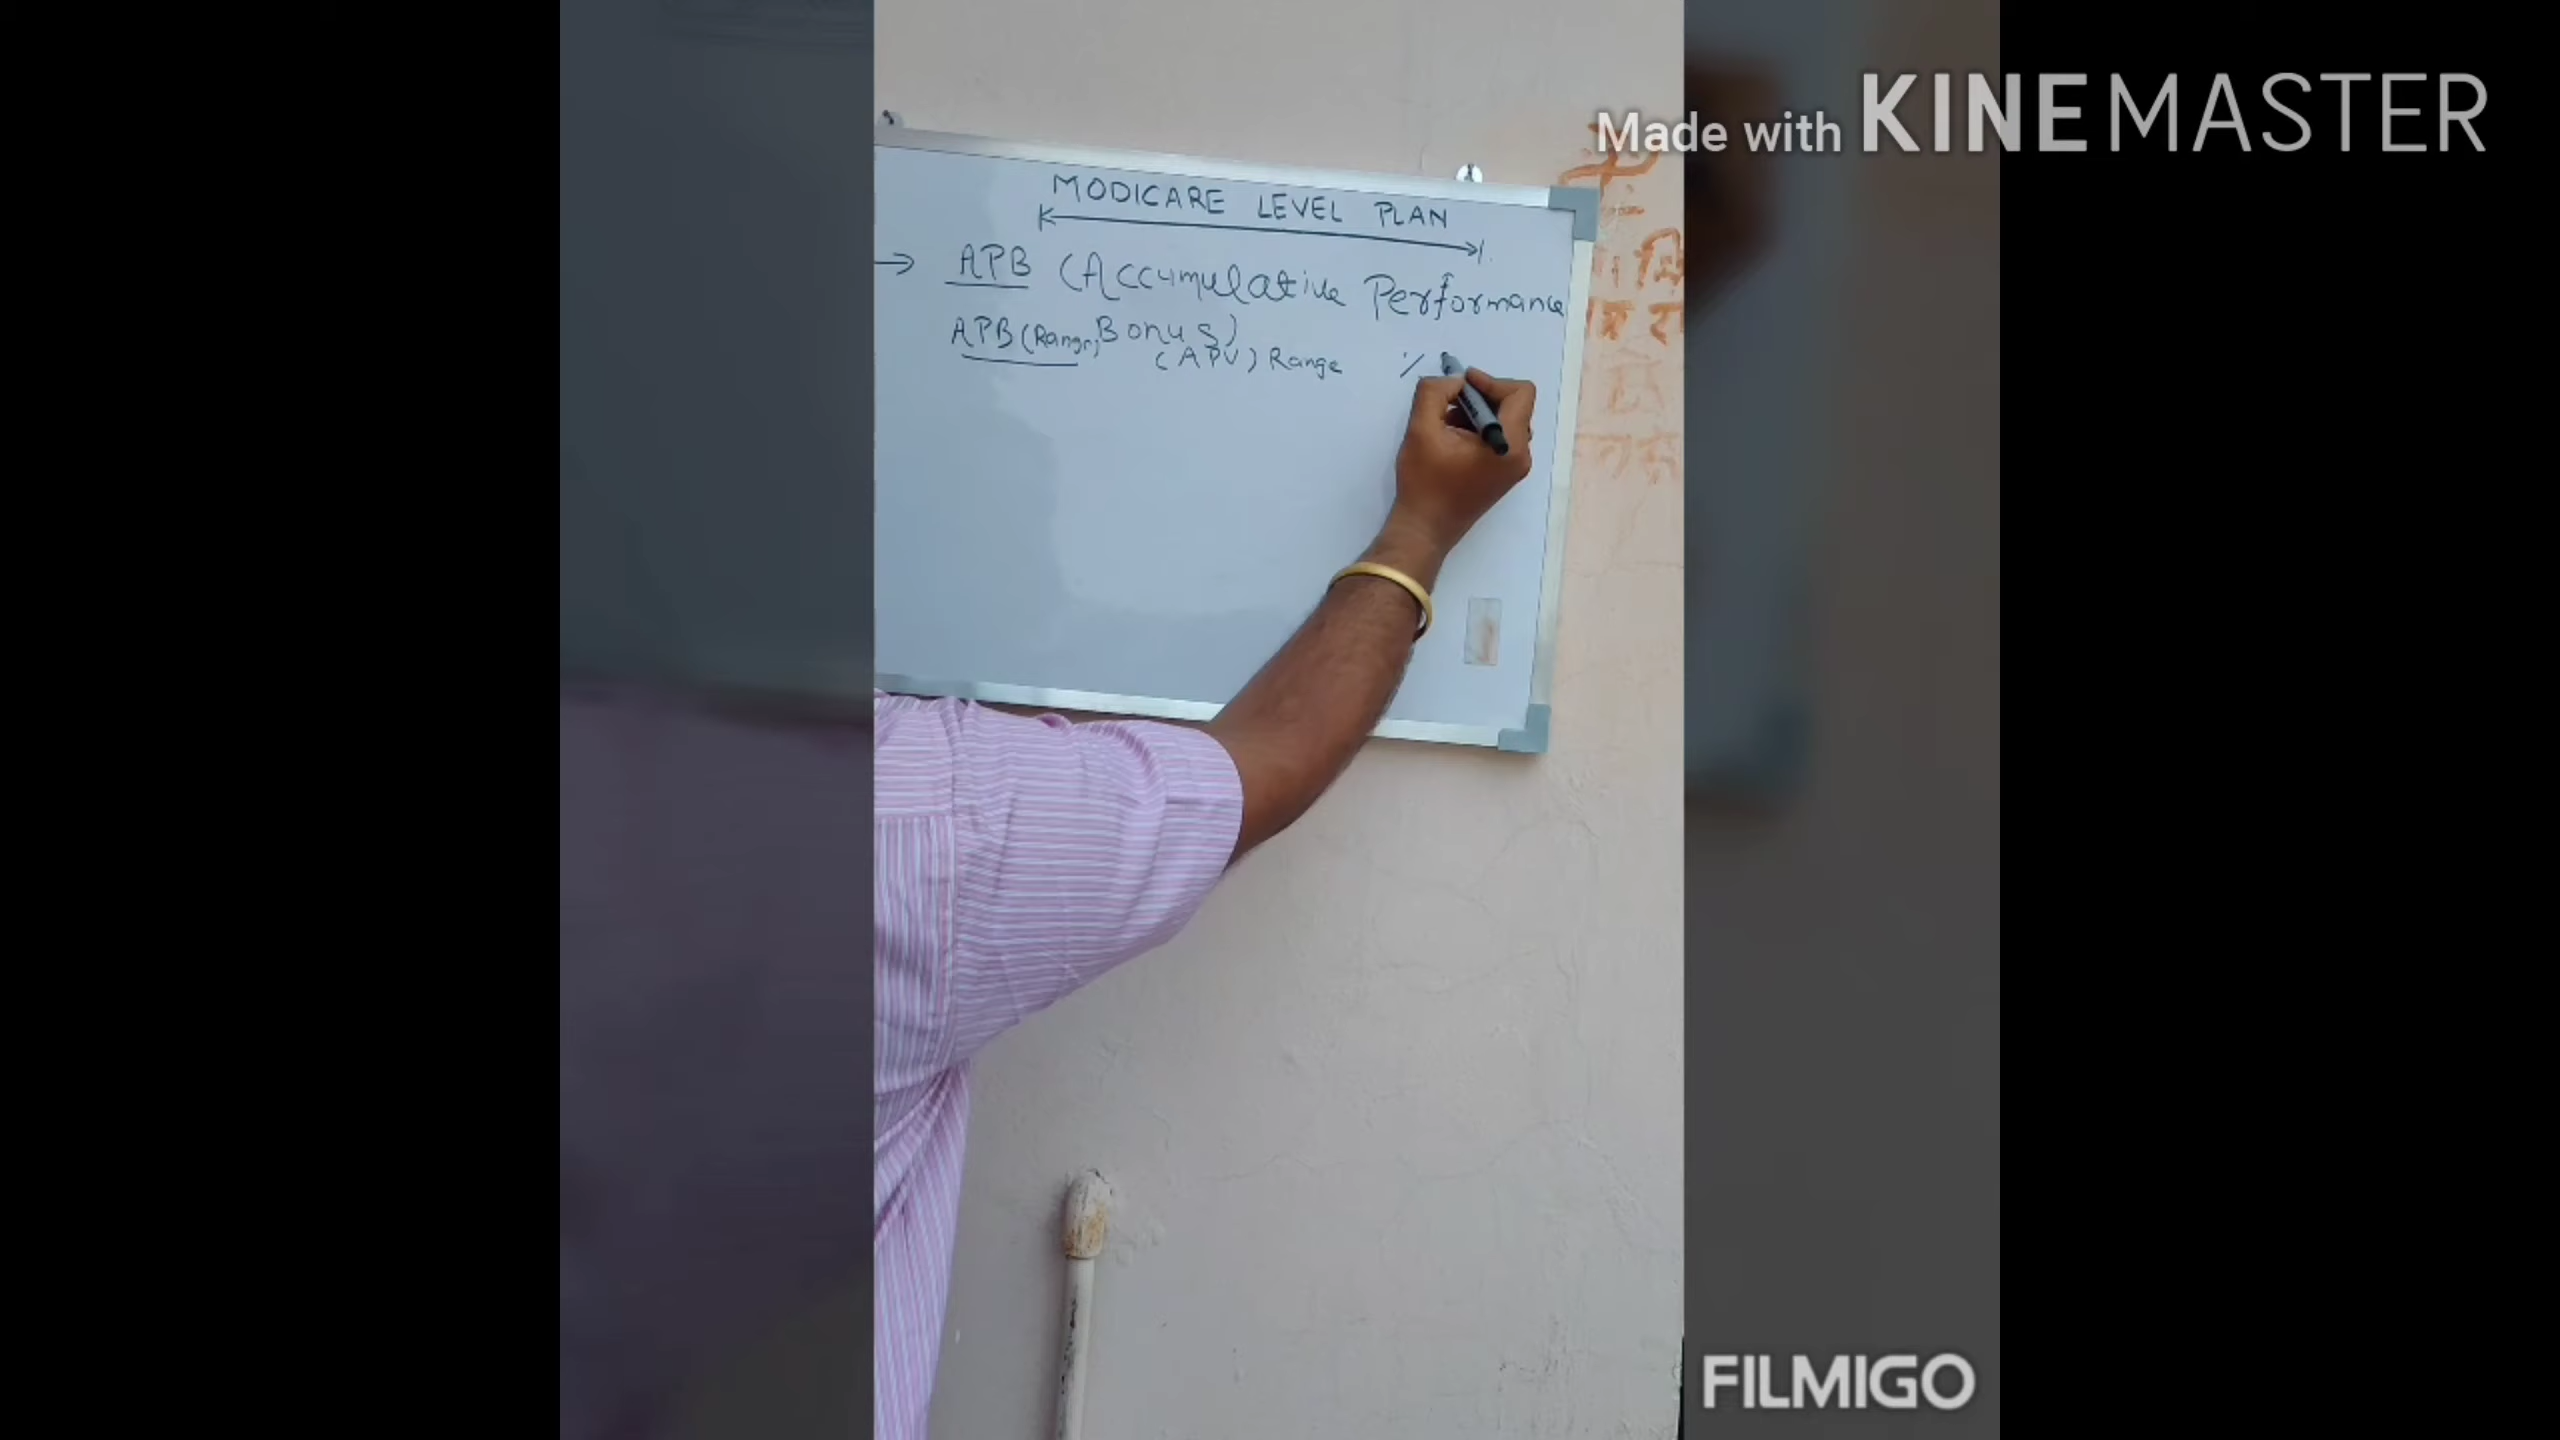 Made with KINEMASTER
MODICARE LEVEL PLAN
→ APB (Accumulative Performance
Bonus)
APB (Range)
(APV) Range %
FILMIGO